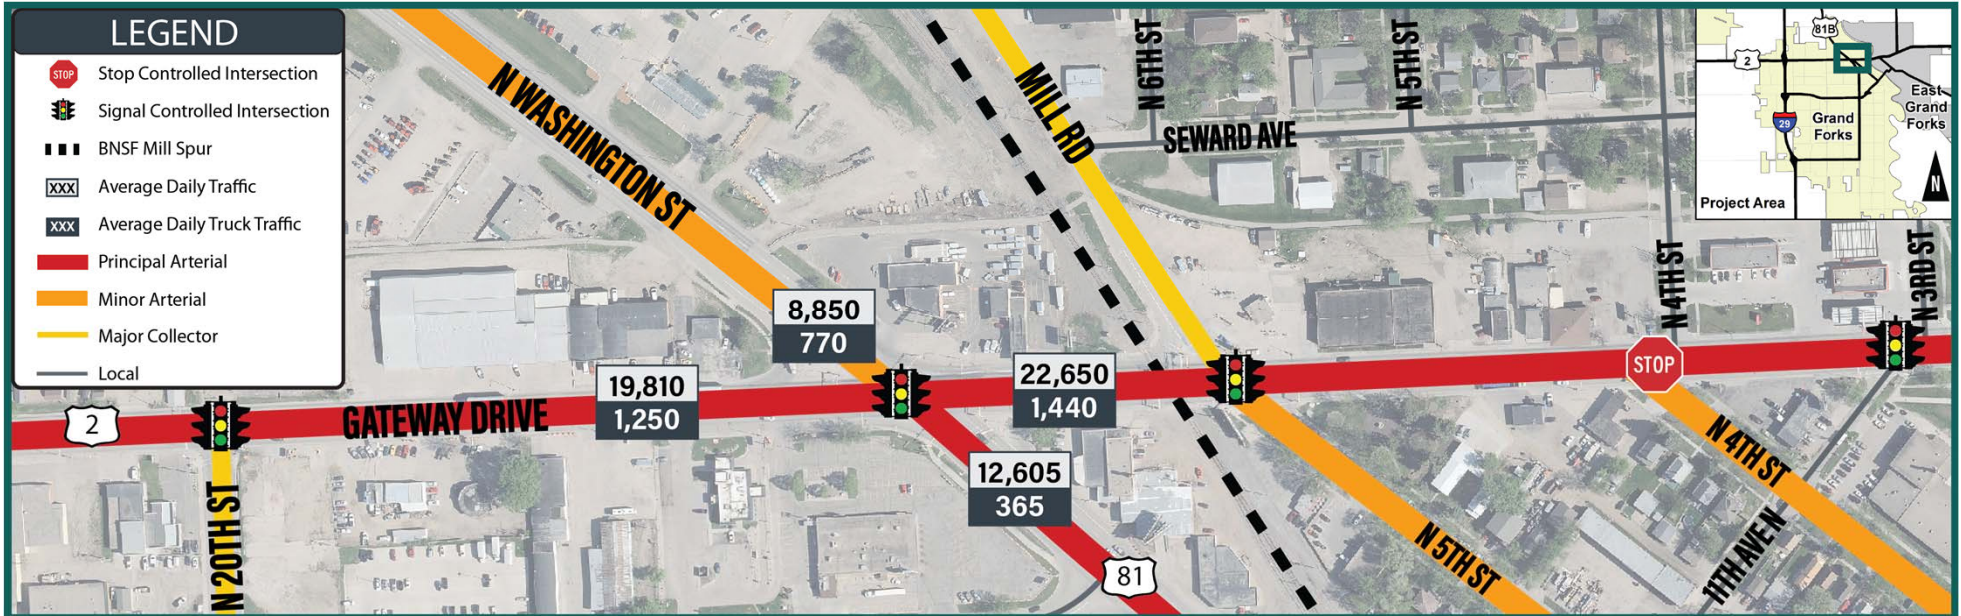 LEGEND
STOP
Stop Controlled Intersection
Signal Controlled Intersection
BNSF Mill Spur
XXX
Average Daily Traffic
XXX
Average Daily Truck Traffic
Principal Arterial
Minor Arterial
Major Collector
Local
N WASHINGTON ST
MILL RD
N 6TH ST
N 5TH ST
SEWARD AVE
81B
2
29
Grand
Forks
East
Grand
Forks
N
Project Area
N 4TH ST
N 3RD ST
8,850
770
19,810
1,250
22,650
1,440
12,605
365
2
GATEWAY DRIVE
STOP
N 20TH ST
81
N 5TH ST
N 4TH ST
11TH AVE N